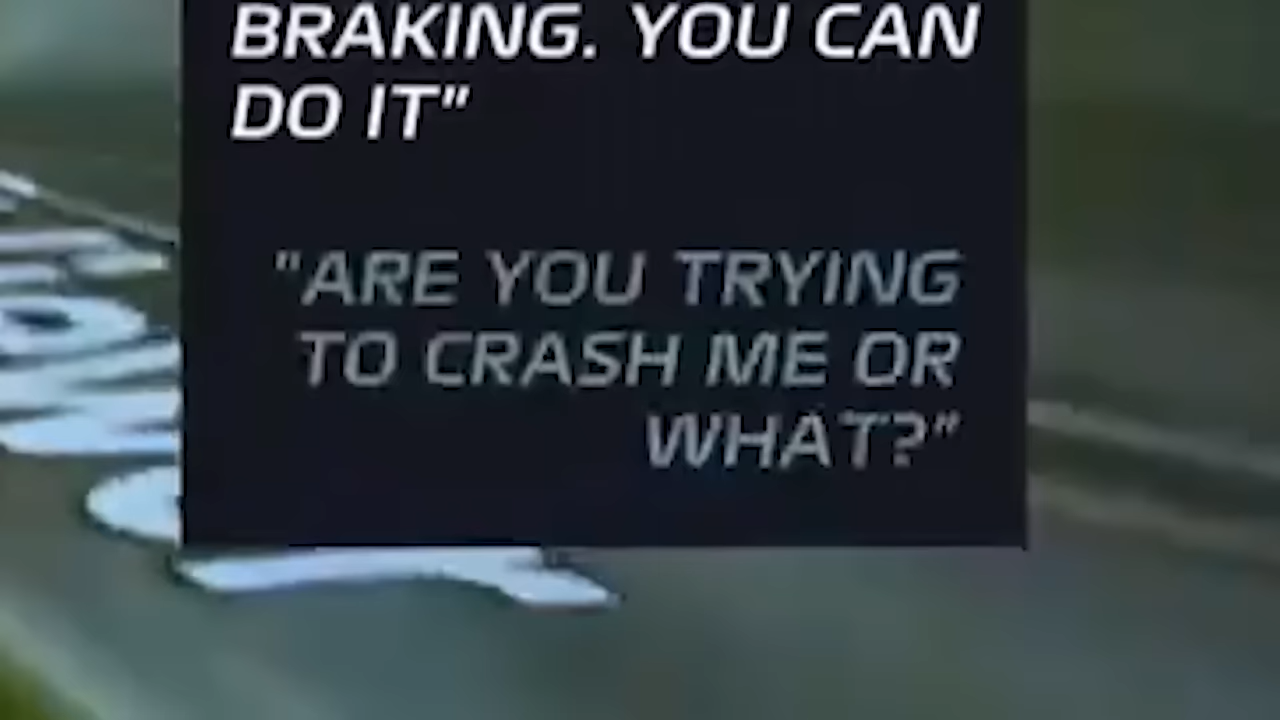 BRAKING. YOU CAN
DO IT"
"ARE YOU TRYING
TO CRASH ME OR
WHAT?"